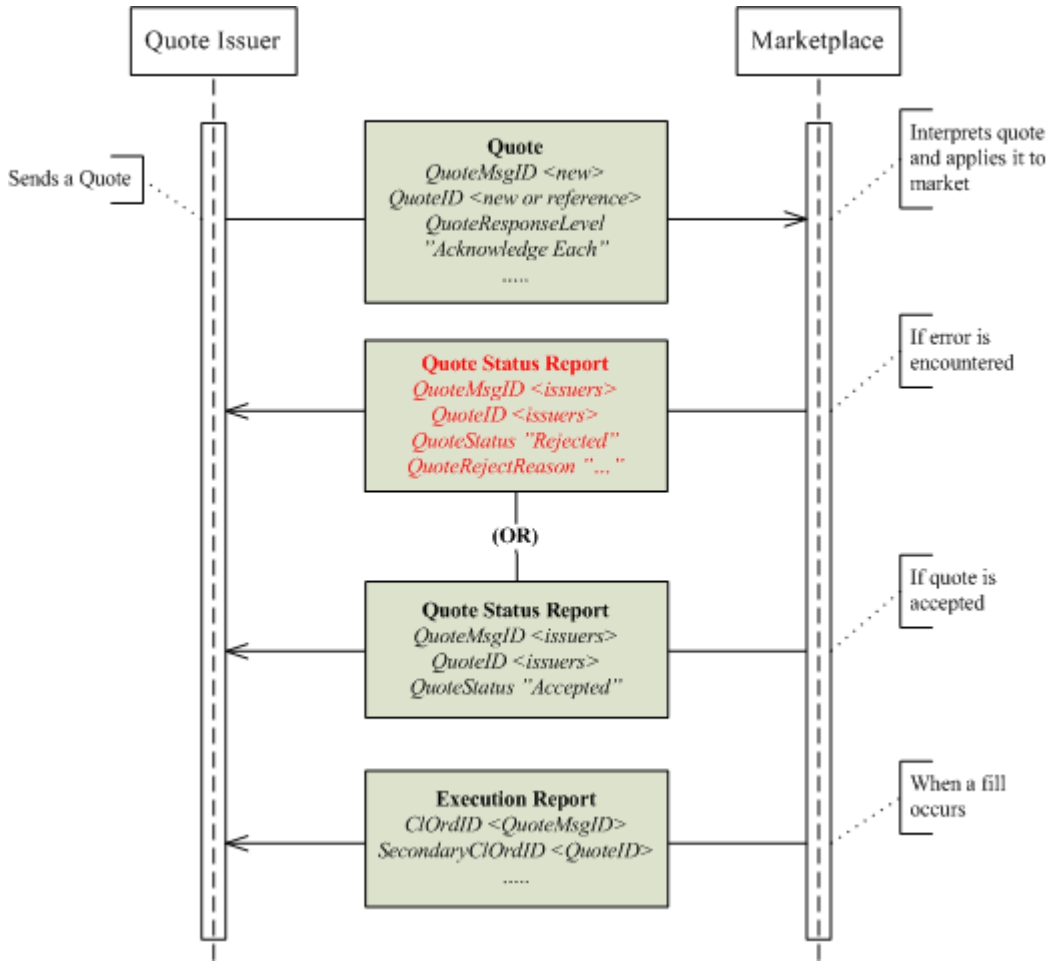 Quote Issuer
Marketplace
Sends a Quote
Quote
QuoteMsgID <new>
QuoteID <new or reference>
QuoteResponseLevel
"Acknowledge Each"
.....
Interprets quote
and applies it to
market
Quote Status Report
QuoteMsgID <issuers>
QuoteID <issuers>
QuoteStatus "Rejected"
QuoteRejectReason "..."
If error is
encountered
(OR)
Quote Status Report
QuoteMsgID <issuers>
QuoteID <issuers>
QuoteStatus "Accepted"
If quote is
accepted
Execution Report
ClOrdID <QuoteMsgID>
SecondaryClOrdID <QuoteID>
.....
When a fill
occurs